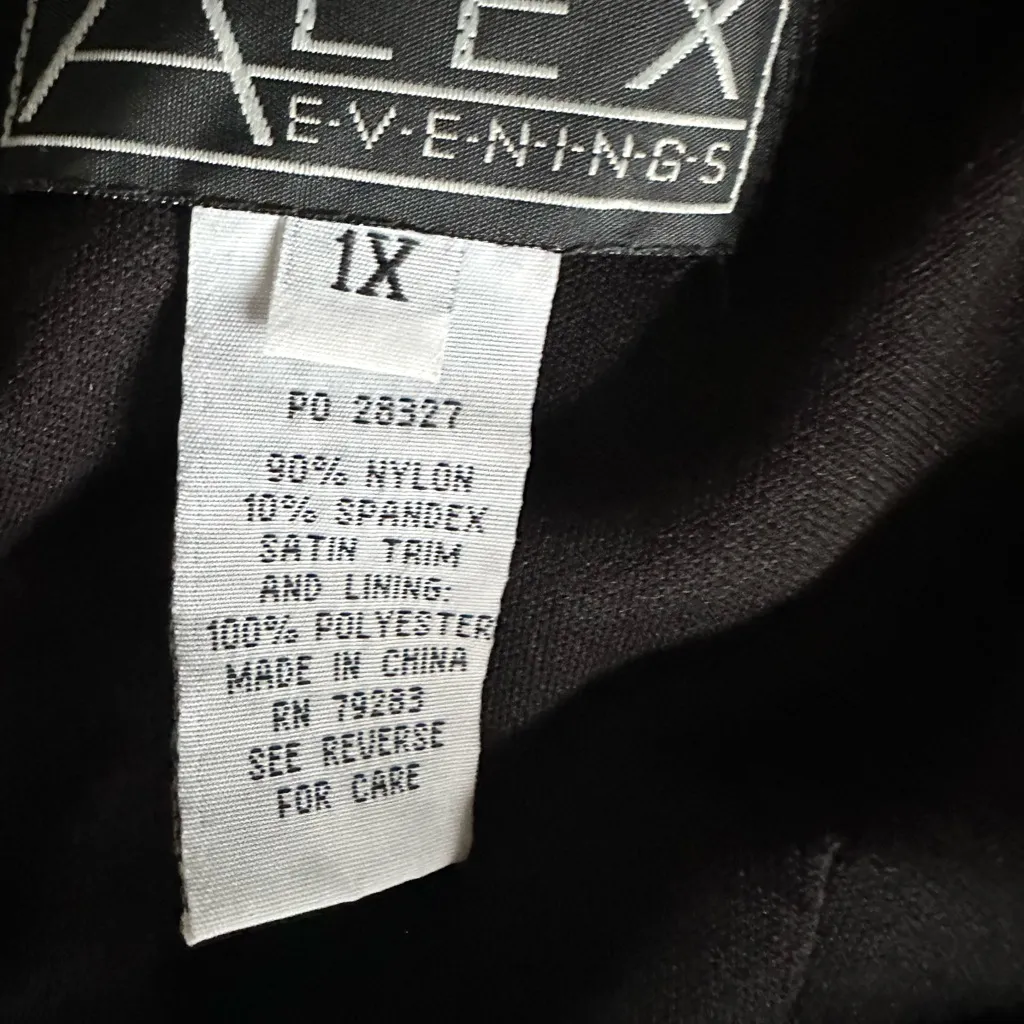 ALEX
E·V·E·N·I·N·G·S
1X
PO 28327
90% NYLON
10% SPANDEX
SATIN TRIM
AND LINING:
100% POLYESTER
MADE IN CHINA
RN 79283
SEE REVERSE
FOR CARE